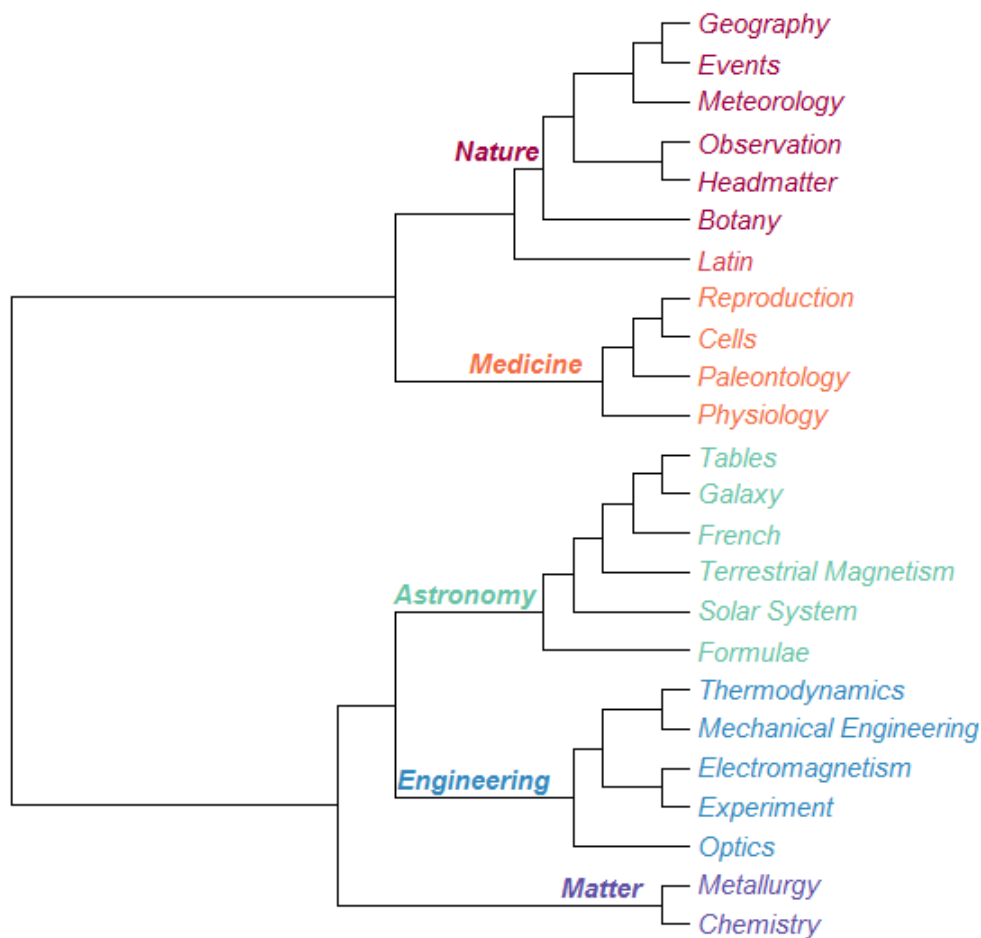 Geography
Events
Meteorology
Observation
Nature
Headmatter
Botany
Latin
Reproduction
Cells
Medicine
Paleontology
Physiology
Tables
Galaxy
French
Terrestrial Magnetism
Astronomy
Solar System
Formulae
Thermodynamics
Mechanical Engineering
Electromagnetism
Engineering
Experiment
Optics
Metallurgy
Matter
Chemistry